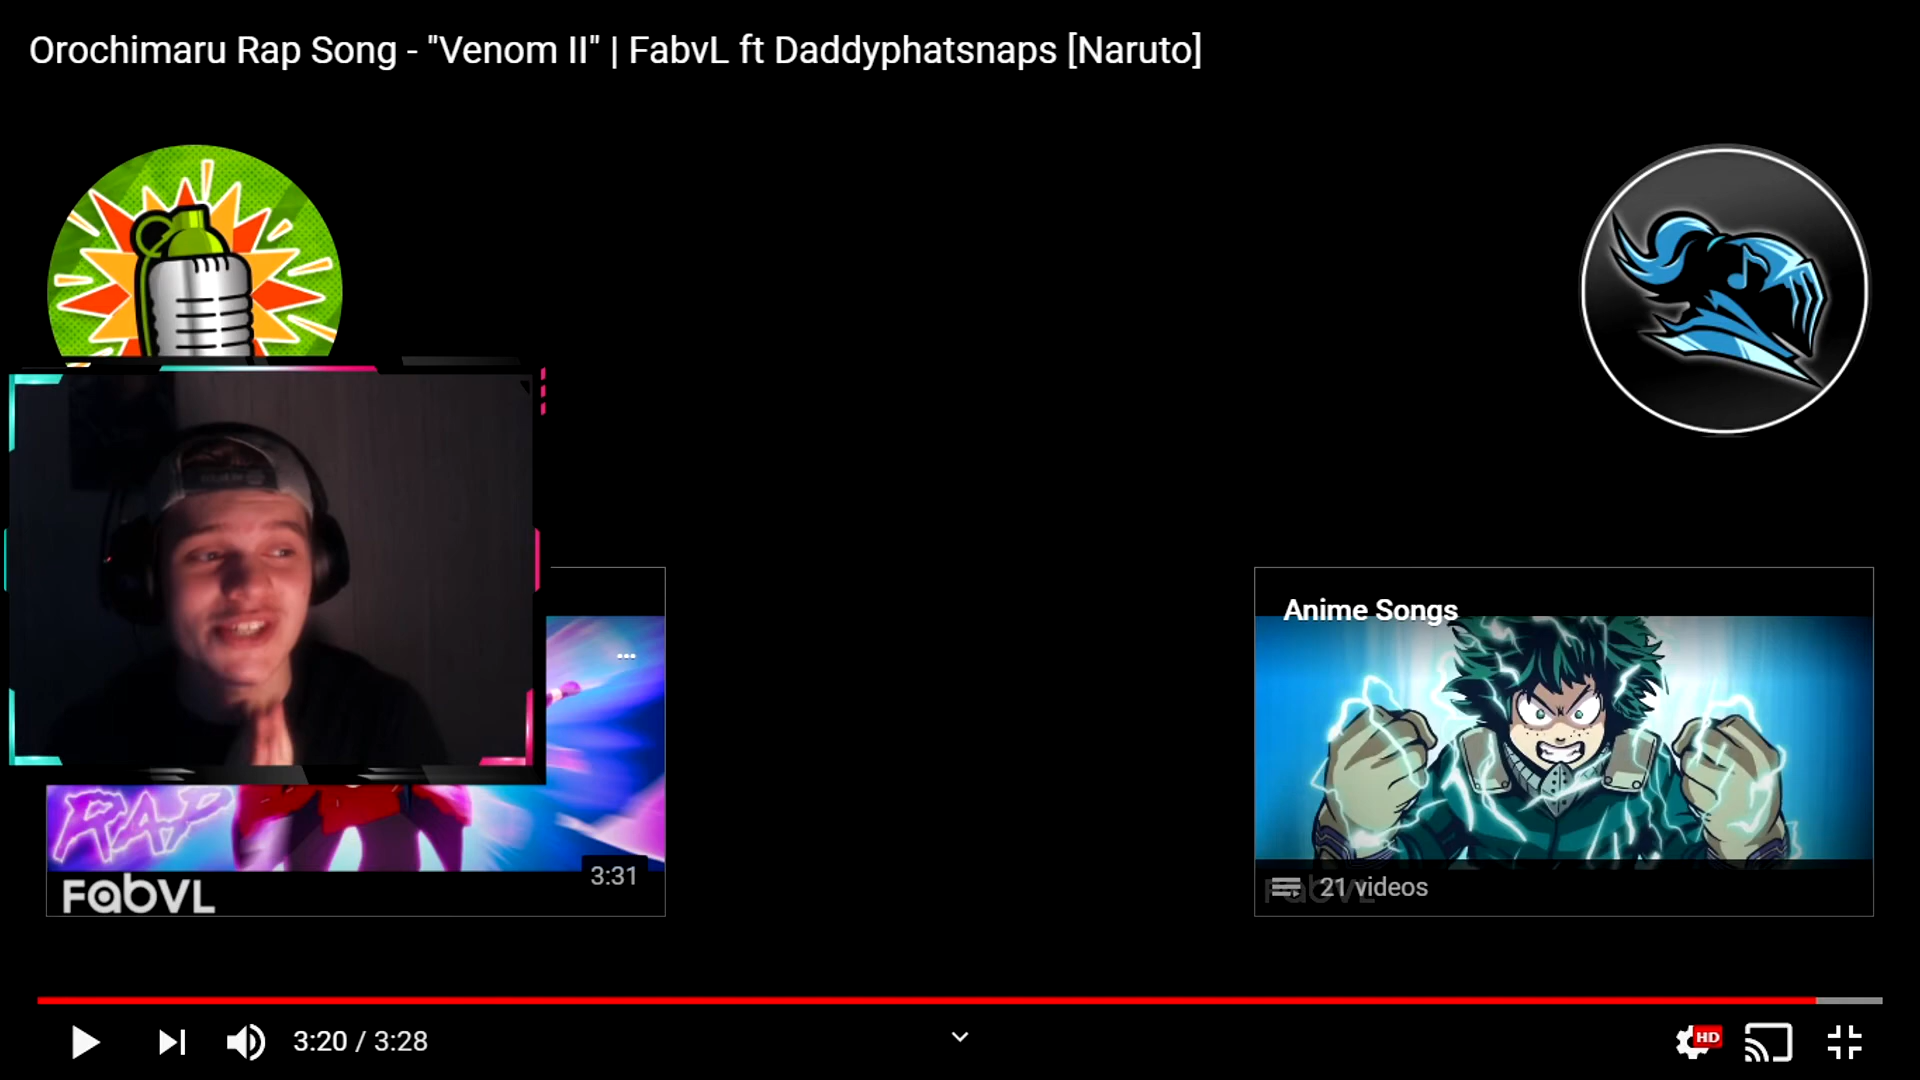 Orochimaru Rap Song - "Venom II" | FabvL ft Daddyphatsnaps [Naruto]
Anime Songs
RAP
3:31
FabVL
21 videos
3:20 / 3:28
HD